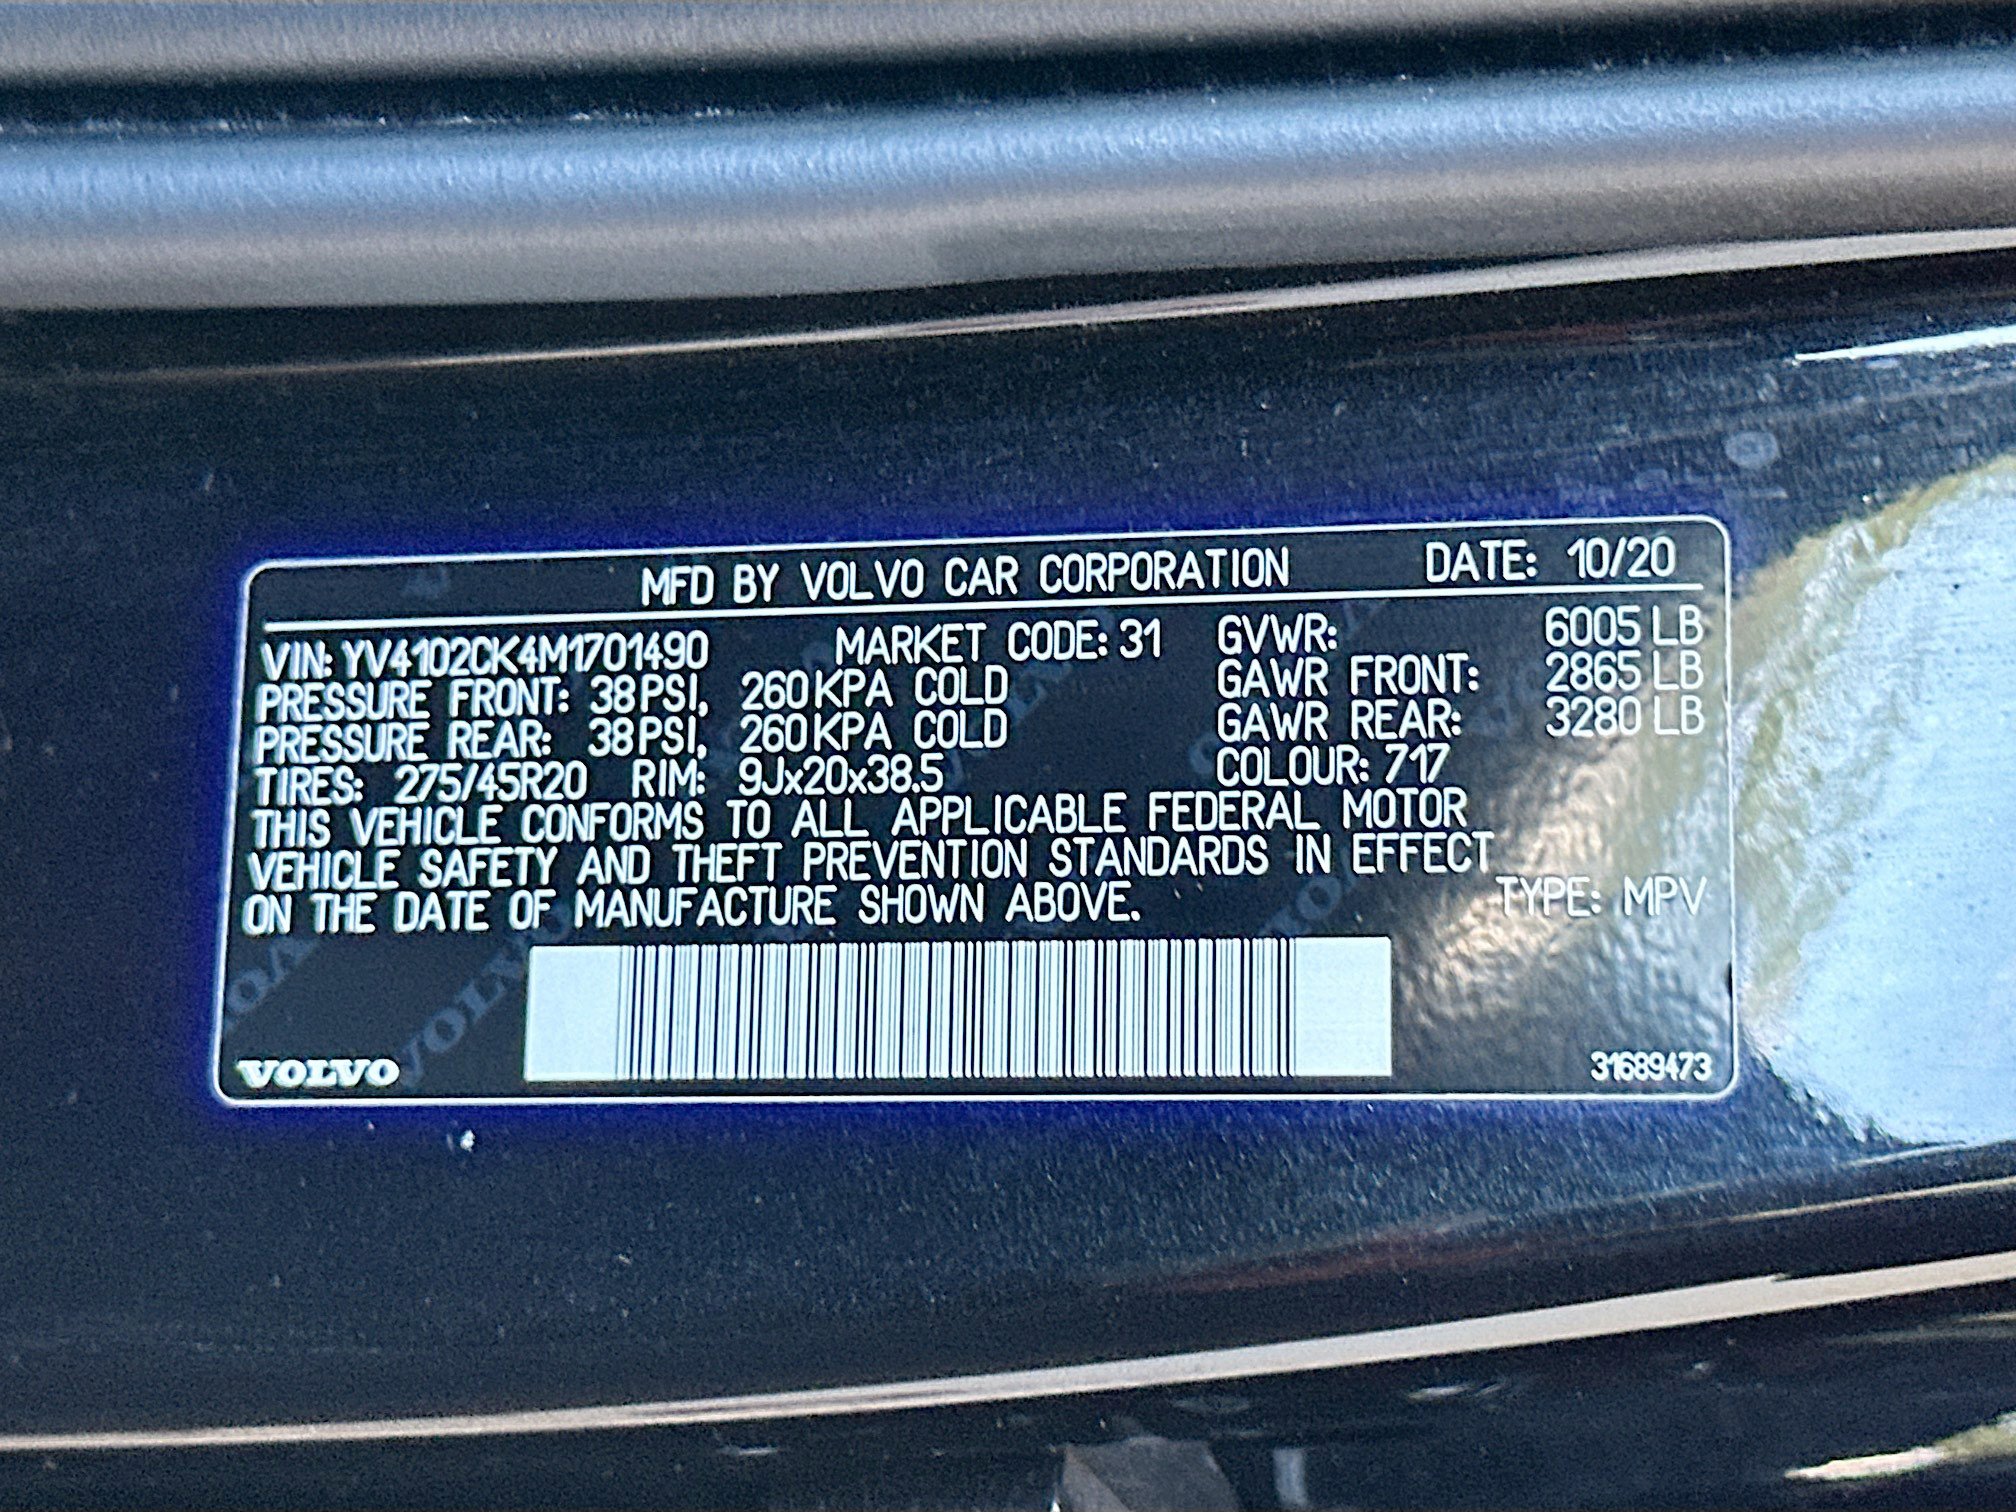 MFD BY VOLVO CAR CORPORATION DATE: 10/20
VIN: YV4102CK4M1701490 MARKET CODE: 31 GVWR: 6005 LB
PRESSURE FRONT: 38 PSI, 260 KPA COLD GAWR FRONT: 2865 LB
PRESSURE REAR: 38 PSI, 260 KPA COLD GAWR REAR: 3280 LB
TIRES: 275/45R20 RIM: 9Jx20x38.5 COLOUR: 717
THIS VEHICLE CONFORMS TO ALL APPLICABLE FEDERAL MOTOR
VEHICLE SAFETY AND THEFT PREVENTION STANDARDS IN EFFECT
ON THE DATE OF MANUFACTURE SHOWN ABOVE. TYPE: MPV
VOLVO 31689473